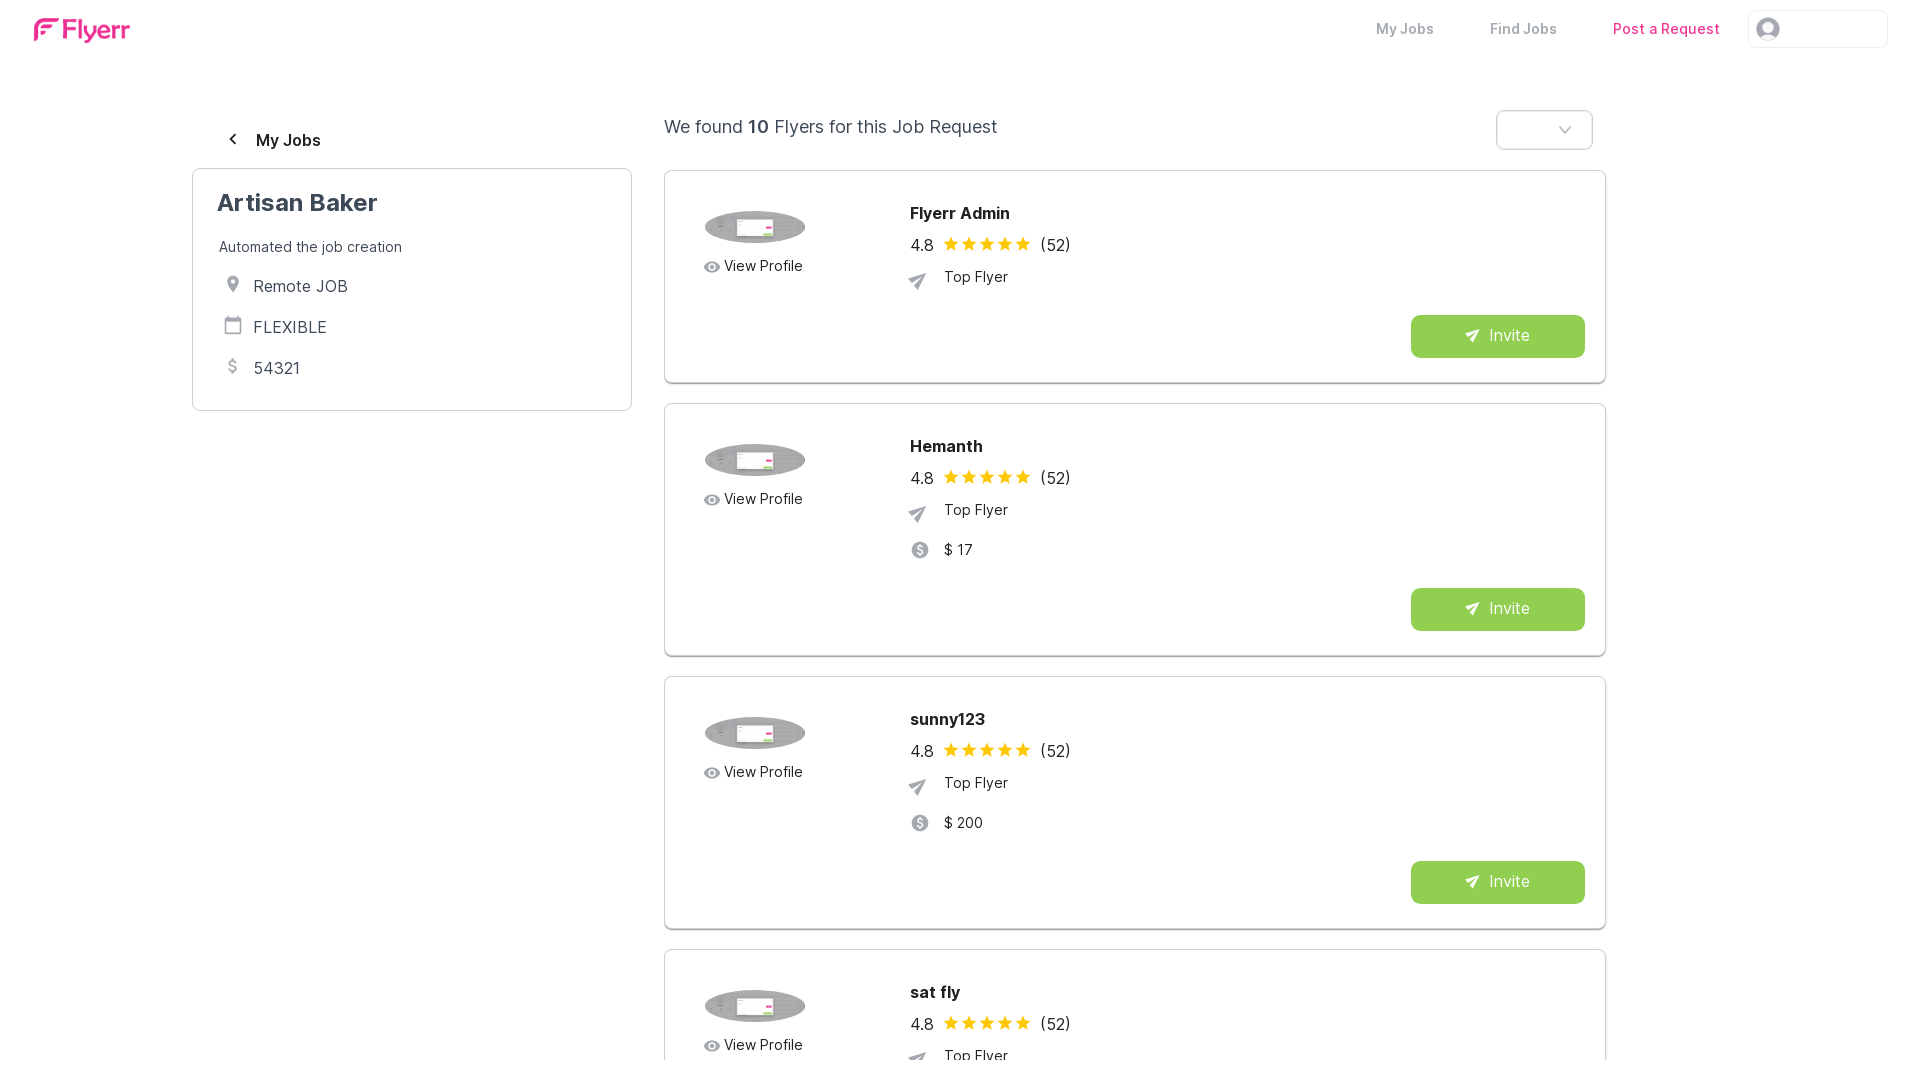 Flyerr
My Jobs
Find Jobs
Post a Request
My Jobs
Artisan Baker
Automated the job creation
Remote JOB
FLEXIBLE
54321
We found 10 Flyers for this Job Request
Flyerr Admin
4.8 (52)
View Profile
Top Flyer
Invite
Hemanth
4.8 (52)
View Profile
Top Flyer
$ 17
Invite
sunny123
4.8 (52)
View Profile
Top Flyer
$ 200
Invite
sat fly
4.8 (52)
View Profile
Top Flyer